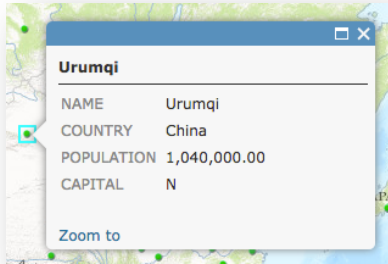 Urumqi
NAME Urumqi
COUNTRY China
POPULATION 1,040,000.00
CAPITAL N
Zoom to